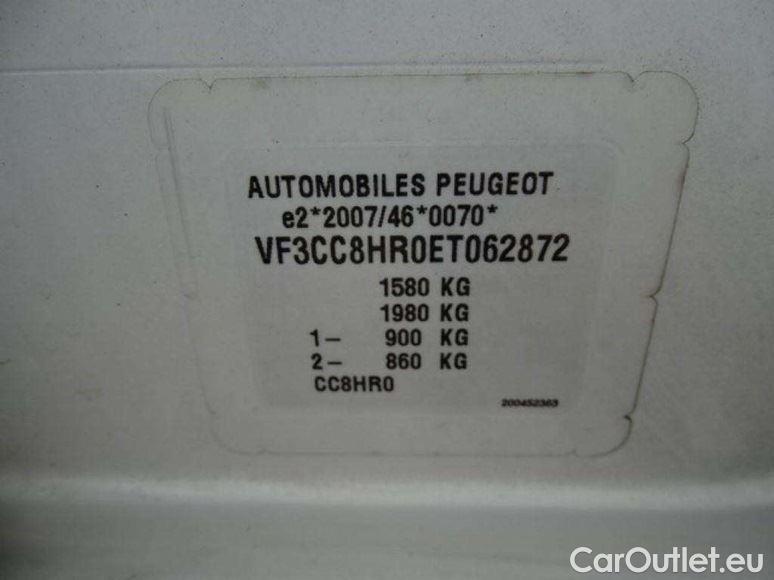 AUTOMOBILES PEUGEOT
e2*2007/46*0070*
VF3CC8HR0ET062872
1580 KG
1980 KG
1- 900 KG
2- 860 KG
CC8HR0
200452363
CarOutlet.eu